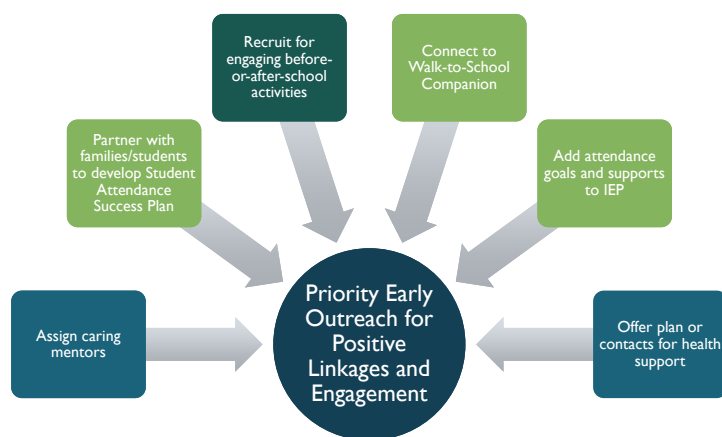 Recruit for
engaging before-
or-after-school
activities
Connect to
Walk-to-School
Companion
Partner with
families/students
to develop Student
Attendance
Success Plan
Add attendance
goals and supports
to IEP
Assign caring
mentors
Priority Early
Outreach for
Positive
Linkages and
Engagement
Offer plan or
contacts for health
support